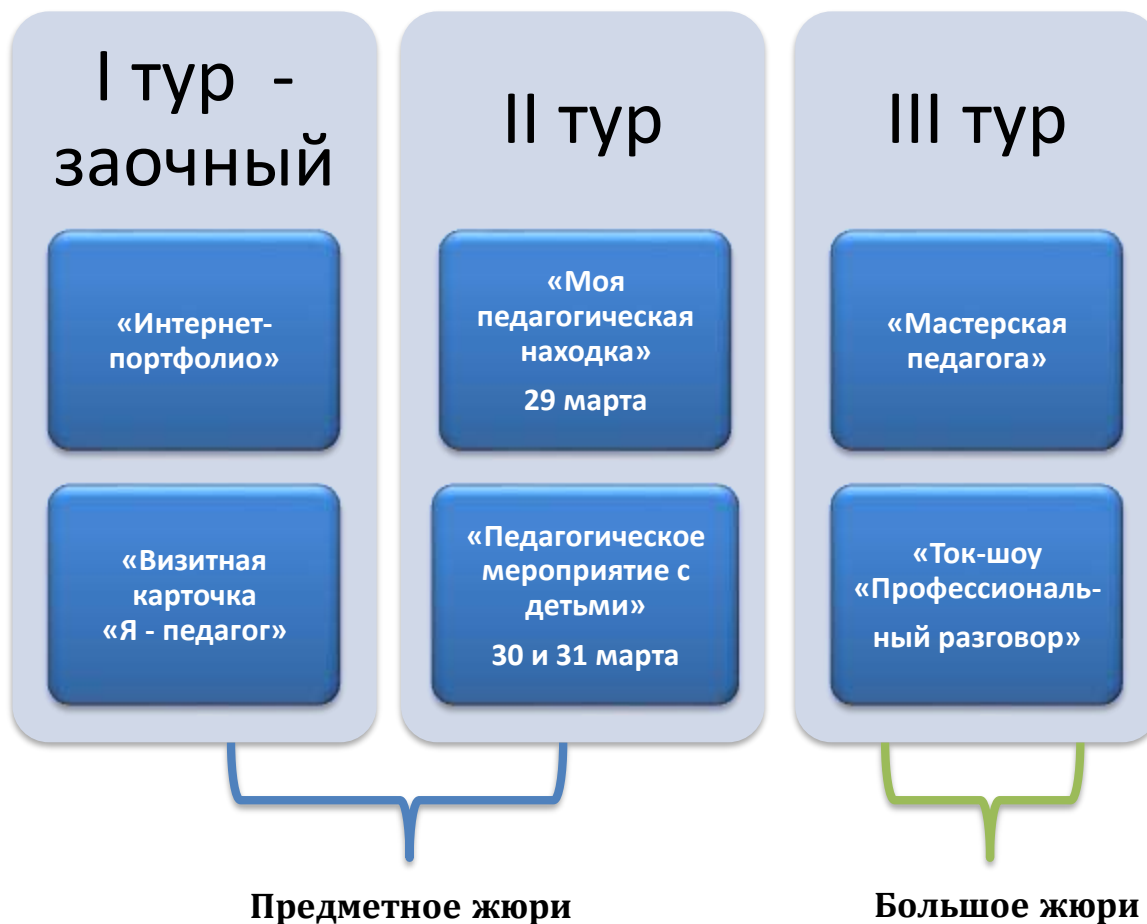 I тур -
заочный
«Интернет-
портфолио»
«Визитная
карточка
«Я - педагог»
II тур
«Моя
педагогическая
находка»
29 марта
«Педагогическое
мероприятие с
детьми»
30 и 31 марта
III тур
«Мастерская
педагога»
«Ток-шоу
«Профессиональ-
ный разговор»
Предметное жюри
Большое жюри